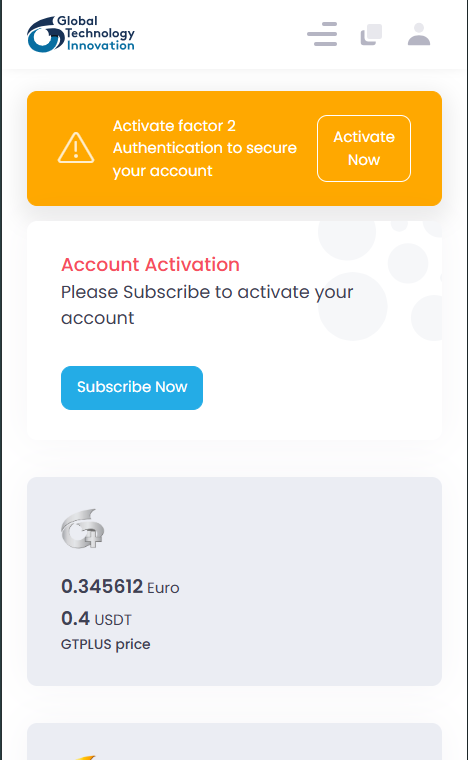 Global
Technology
Innovation
Activate factor 2
Authentication to secure
your account
Activate
Now
Account Activation
Please Subscribe to activate your
account
Subscribe Now
0.345612 Euro
0.4 USDT
GTPLUS price